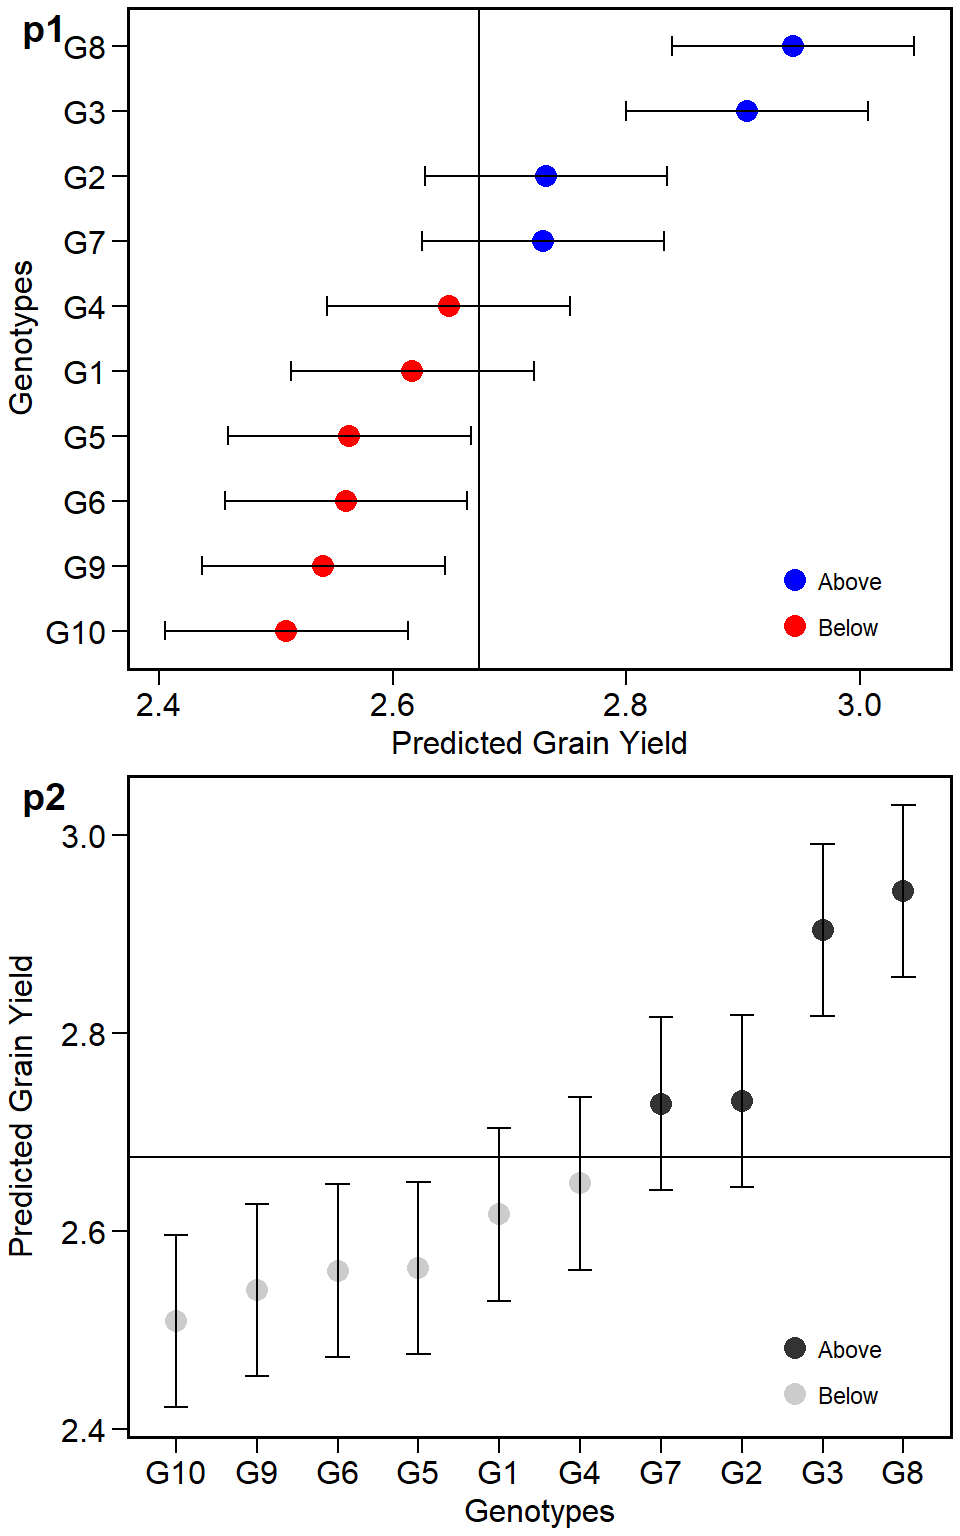 p1
G8
G3
G2
G7
G4
G1
G5
G6
G9
G10
Genotypes
Above
Below
2.4 2.6 2.8 3.0
Predicted Grain Yield
p2
3.0
2.8
2.6
2.4
Predicted Grain Yield
Above
Below
G10 G9 G6 G5 G1 G4 G7 G2 G3 G8
Genotypes